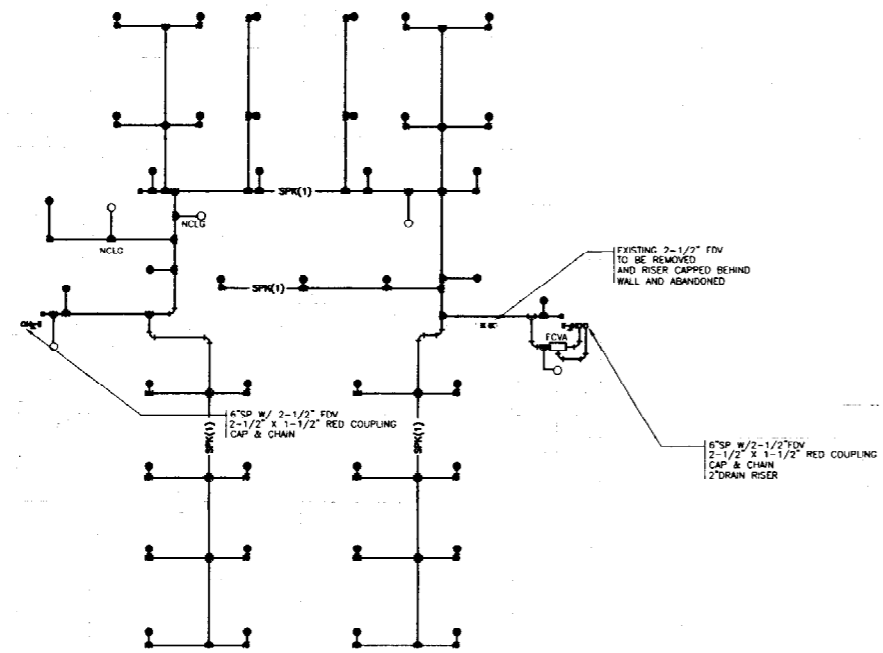 SPK(1)
NCLG
NCLG
EXISTING 2-1/2" FDV
TO BE REMOVED
AND RISER CAPPED BEHIND
WALL AND ABANDONED
SPK(1)
FCVA
6"SP W/ 2-1/2" FDV
2-1/2" X 1-1/2" RED COUPLING
CAP & CHAIN
SPK(1)
SPK(1)
6"SP W/2-1/2"FDV
2-1/2" X 1-1/2" RED COUPLING
CAP & CHAIN
2"DRAIN RISER